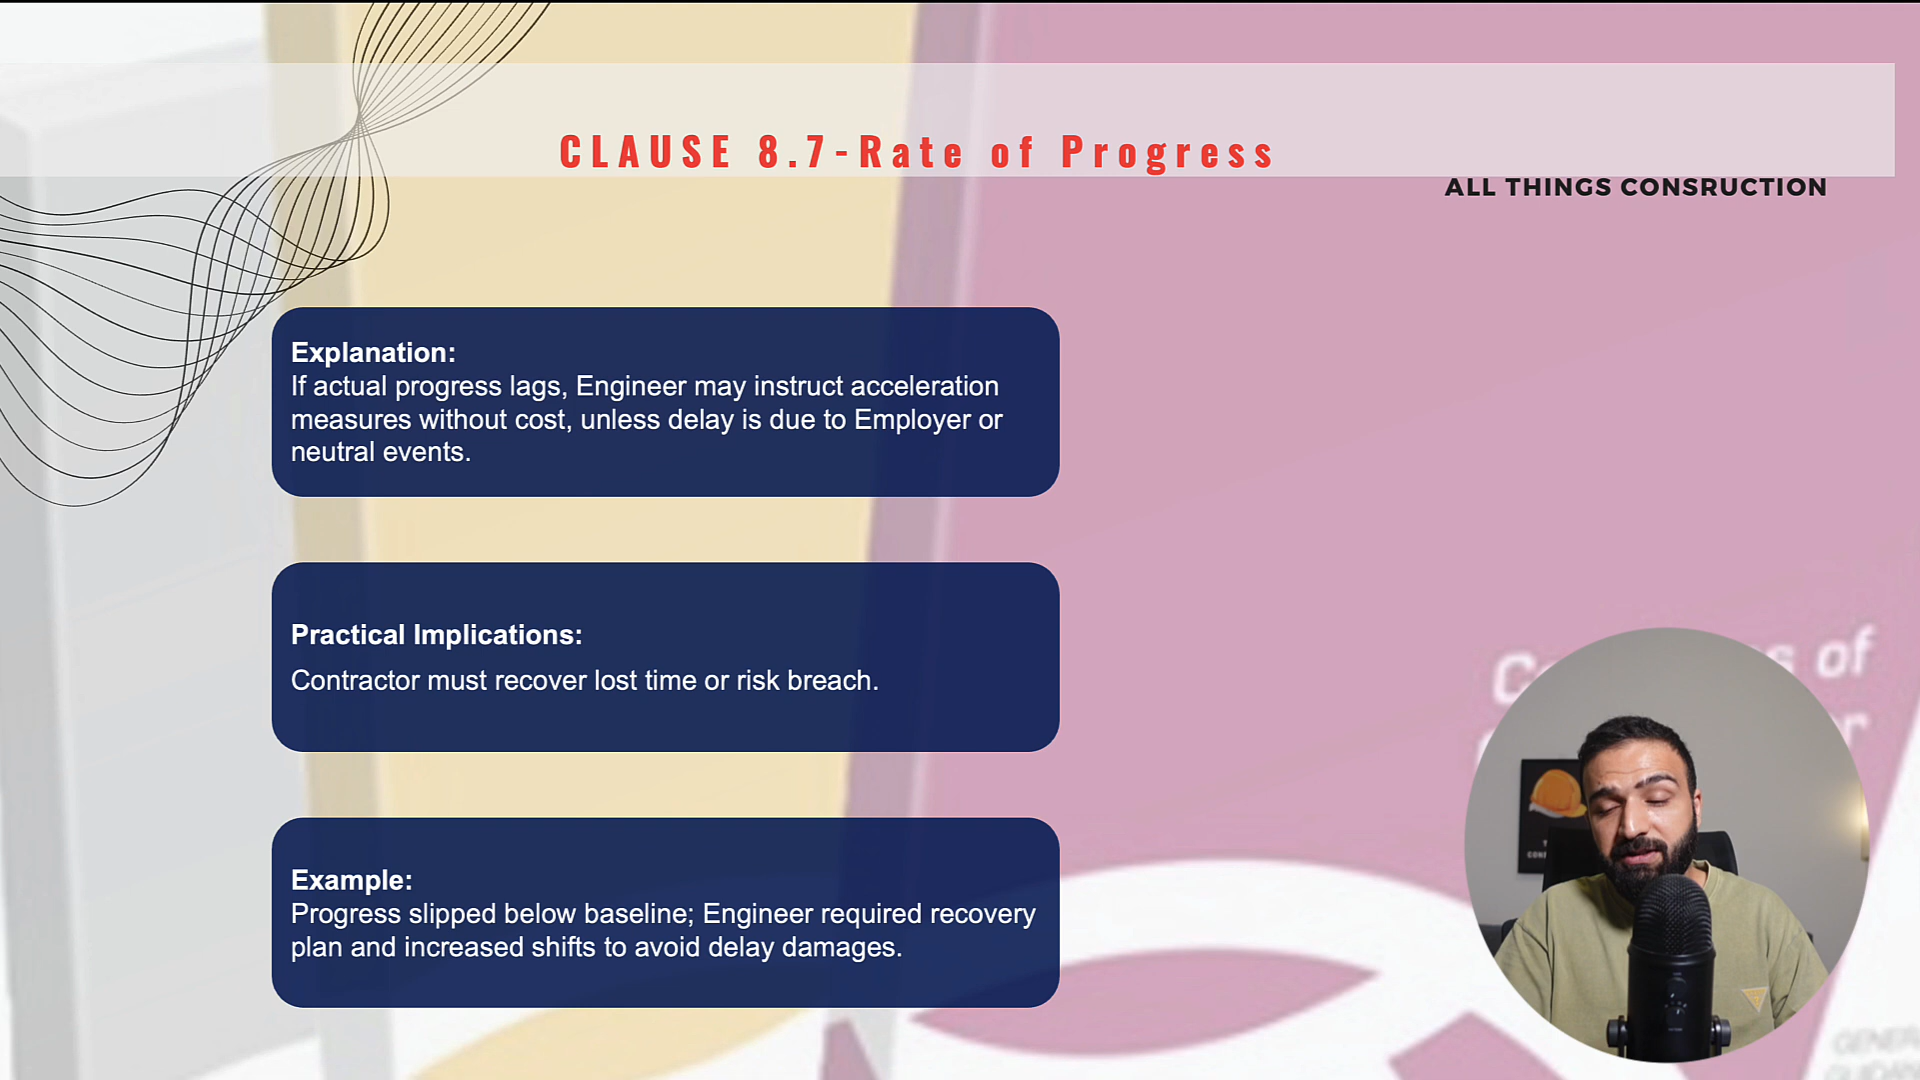 CLAUSE 8.7-Rate of Progress
ALL THINGS CONSRUCTION
Explanation:
If actual progress lags, Engineer may instruct acceleration
measures without cost, unless delay is due to Employer or
neutral events.
Practical Implications:
Contractor must recover lost time or risk breach.
Example:
Progress slipped below baseline; Engineer required recovery
plan and increased shifts to avoid delay damages.
of